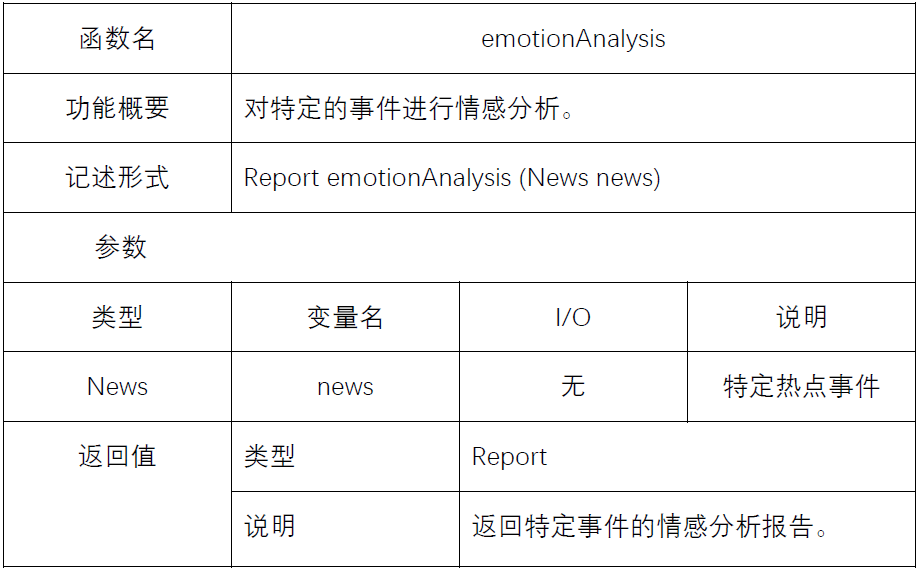 函数名 emotionAnalysis
功能概要 对特定的事件进行情感分析。
记述形式 Report emotionAnalysis (News news)
参数
类型 变量名 I/O 说明
News news 无 特定热点事件
返回值 类型 Report
说明 返回特定事件的情感分析报告。